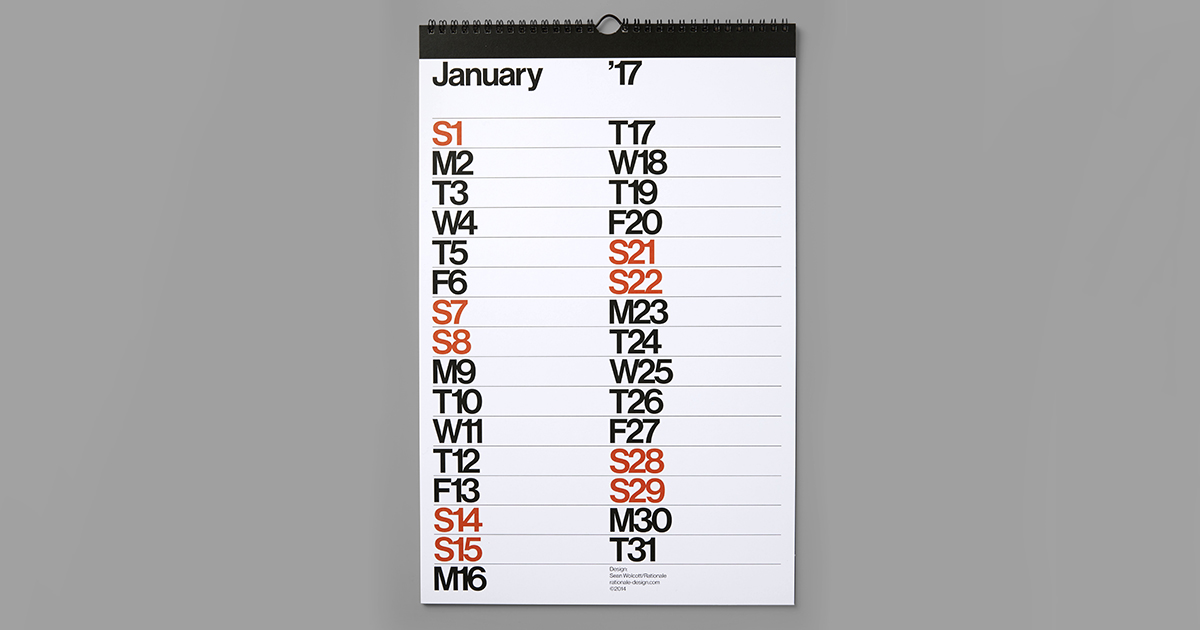 January ’17
S1
M2
T3
W4
T5
F6
S7
S8
M9
T10
W11
T12
F13
S14
S15
M16
T17
W18
T19
F20
S21
S22
M23
T24
W25
T26
F27
S28
S29
M30
T31
Design
Sean Wolcott/Rationale
rationale-design.com
©2014